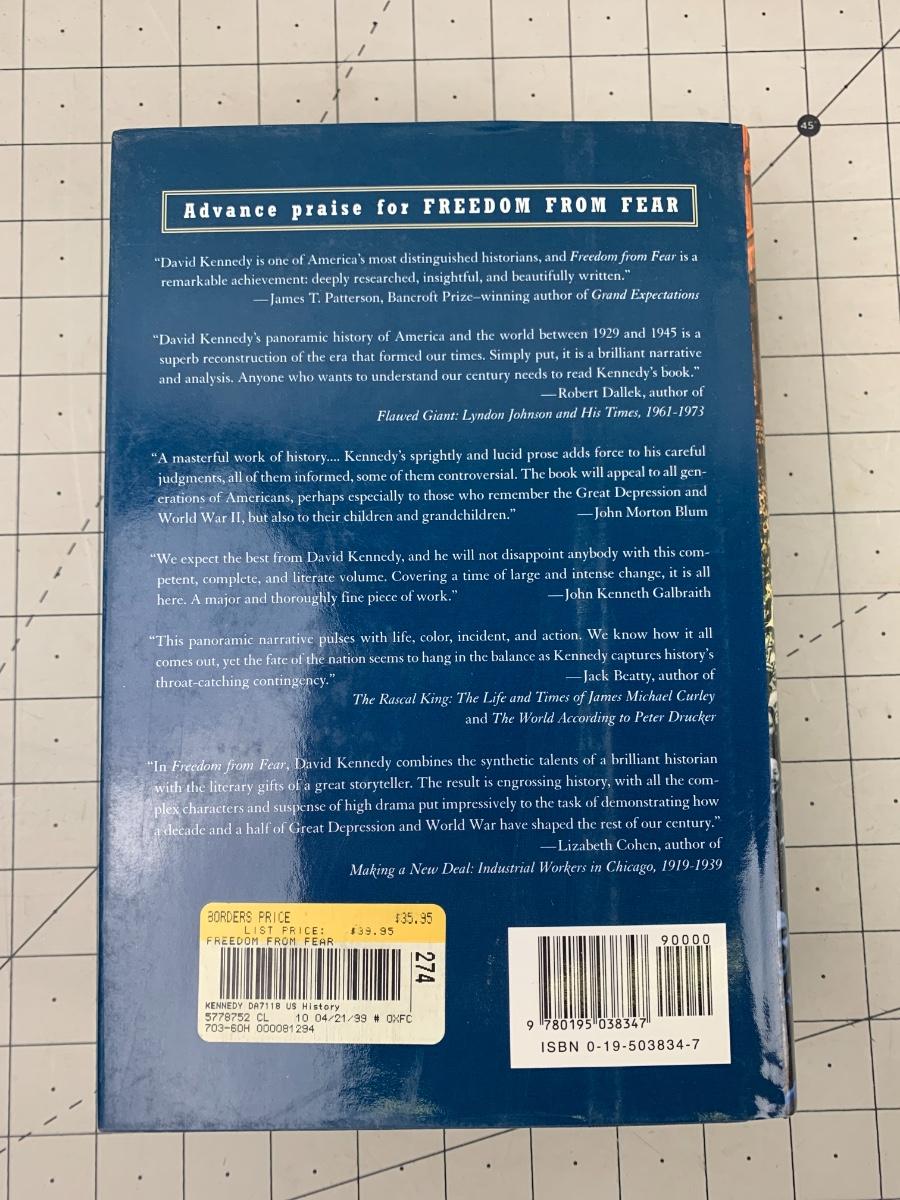 45°
Advance praise for FREEDOM FROM FEAR
“David Kennedy is one of America’s most distinguished historians, and Freedom from Fear is a
remarkable achievement: deeply researched, insightful, and beautifully written.”
—James T. Patterson, Bancroft Prize–winning author of Grand Expectations
“David Kennedy’s panoramic history of America and the world between 1929 and 1945 is a
superb reconstruction of the era that formed our times. Simply put, it is a brilliant narrative
and analysis. Anyone who wants to understand our century needs to read Kennedy’s book.”
—Robert Dallek, author of
Flawed Giant: Lyndon Johnson and His Times, 1961-1973
“A masterful work of history.... Kennedy’s sprightly and lucid prose adds force to his careful
judgments, all of them informed, some of them controversial. The book will appeal to all gen-
erations of Americans, perhaps especially to those who remember the Great Depression and
World War II, but also to their children and grandchildren.” —John Morton Blum
“We expect the best from David Kennedy, and he will not disappoint anybody with this com-
petent, complete, and literate volume. Covering a time of large and intense change, it is all
here. A major and thoroughly fine piece of work.” —John Kenneth Galbraith
“This panoramic narrative pulses with life, color, incident, and action. We know how it all
comes out, yet the fate of the nation seems to hang in the balance as Kennedy captures history’s
throat-catching contingency.” —Jack Beatty, author of
The Rascal King: The Life and Times of James Michael Curley
and The World According to Peter Drucker
“In Freedom from Fear, David Kennedy combines the synthetic talents of a brilliant historian
with the literary gifts of a great storyteller. The result is engrossing history, with all the com-
plex characters and suspense of high drama put impressively to the task of demonstrating how
a decade and a half of Great Depression and World War have shaped the rest of our century.”
—Lizabeth Cohen, author of
Making a New Deal: Industrial Workers in Chicago, 1919-1939
BORDERS PRICE $35.95
LIST PRICE: $39.95
FREEDOM FROM FEAR
274
KENNEDY DA7118 US History
5778752 CL 10 04/21/99 # OXFC
703-60H 000081294
90000
9 780195 038347
ISBN 0-19-503834-7